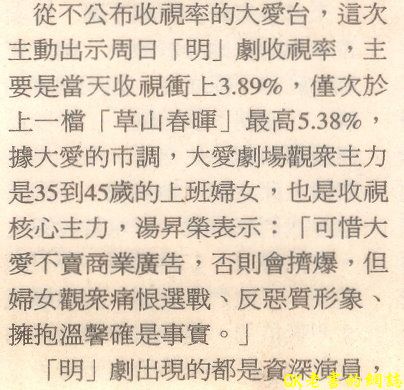 從不公布收視率的大愛台，這次
主動出示周日「明」劇收視率，主
要是當天收視衝上3.89%，僅次於
上一檔「草山春暉」最高5.38%，
據大愛的市調，大愛劇場觀眾主力
是35到45歲的上班婦女，也是收視
核心主力，湯昇榮表示：「可惜大
愛不賣商業廣告，否則會擠爆，但
婦女觀眾痛恨選戰、反惡質形象、
擁抱溫馨確是事實。」
「明」劇出現的都是資深演員，